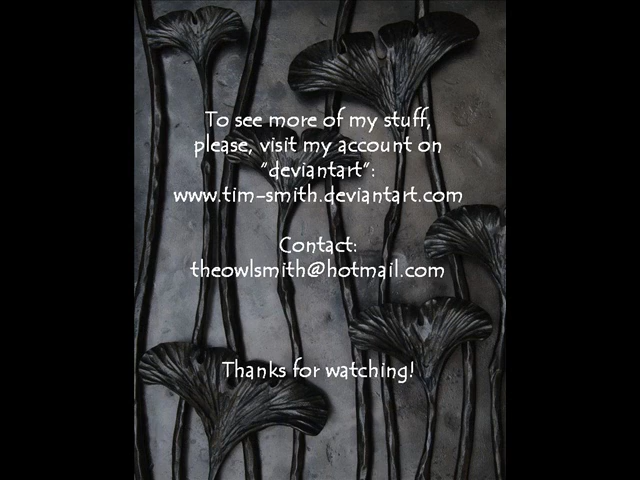 To see more of my stuff,
please, visit my account on
"deviantart":
www.tim-smith.deviantart.com
Contact:
theowlsmith@hotmail.com
Thanks for watching!